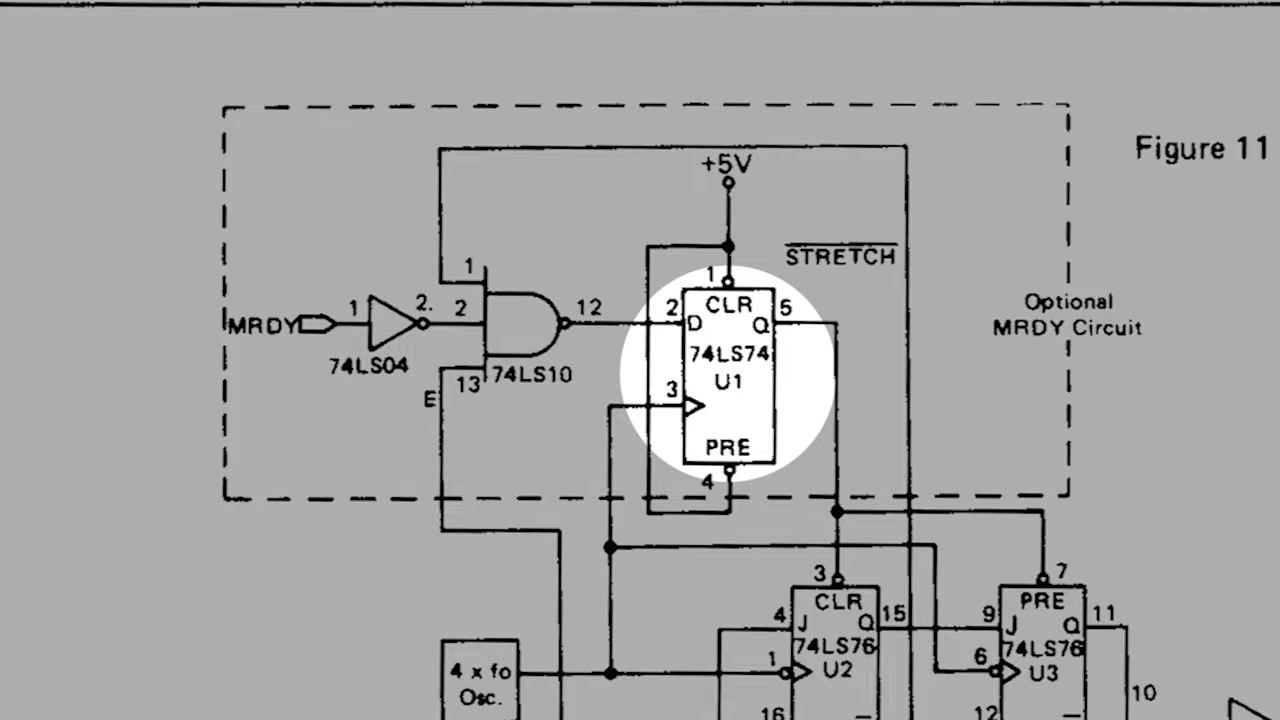 Figure 11
+5V
STRETCH
1
1
CLR
Optional
MRDY Circuit
MRDY
1
2.
2
12
2
D
Q
5
74LS04
13
74LS10
74LS74
U1
E
3
PRE
4
3
CLR
7
PRE
4
J
Q
15
9
J
Q
11
74LS76
U2
74LS76
U3
1
6
4 x fo
Osc.
10
16
12